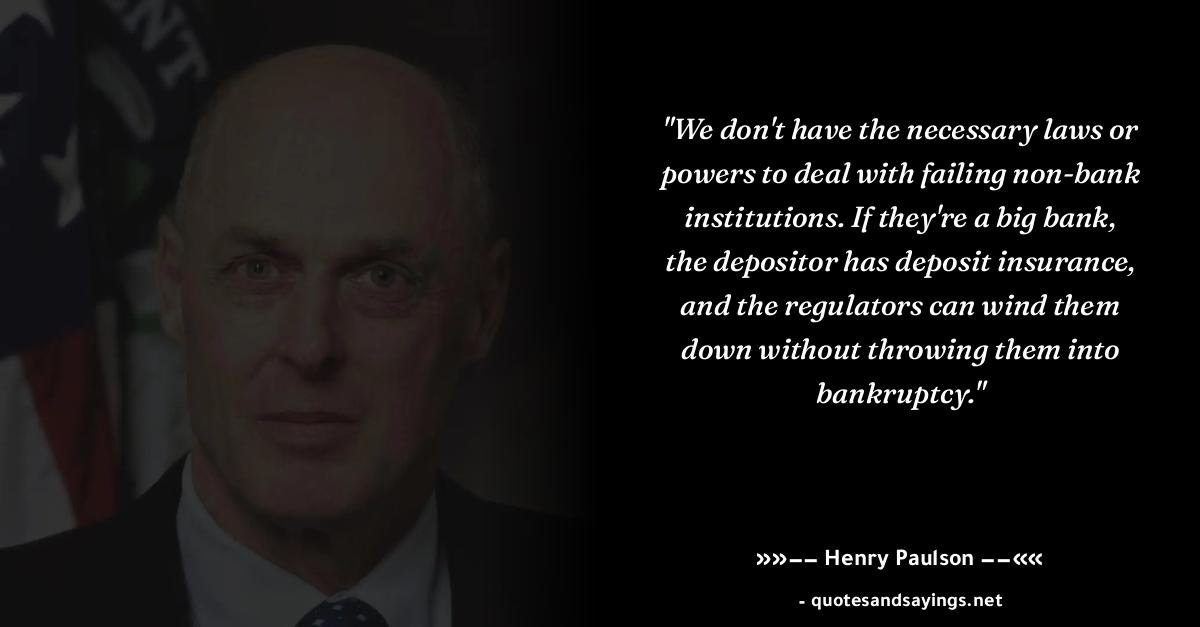 NT
"We don't have the necessary laws or
powers to deal with failing non-bank
institutions. If they're a big bank,
the depositor has deposit insurance,
and the regulators can wind them
down without throwing them into
bankruptcy."
»»-- Henry Paulson --««
- quotesandsayings.net